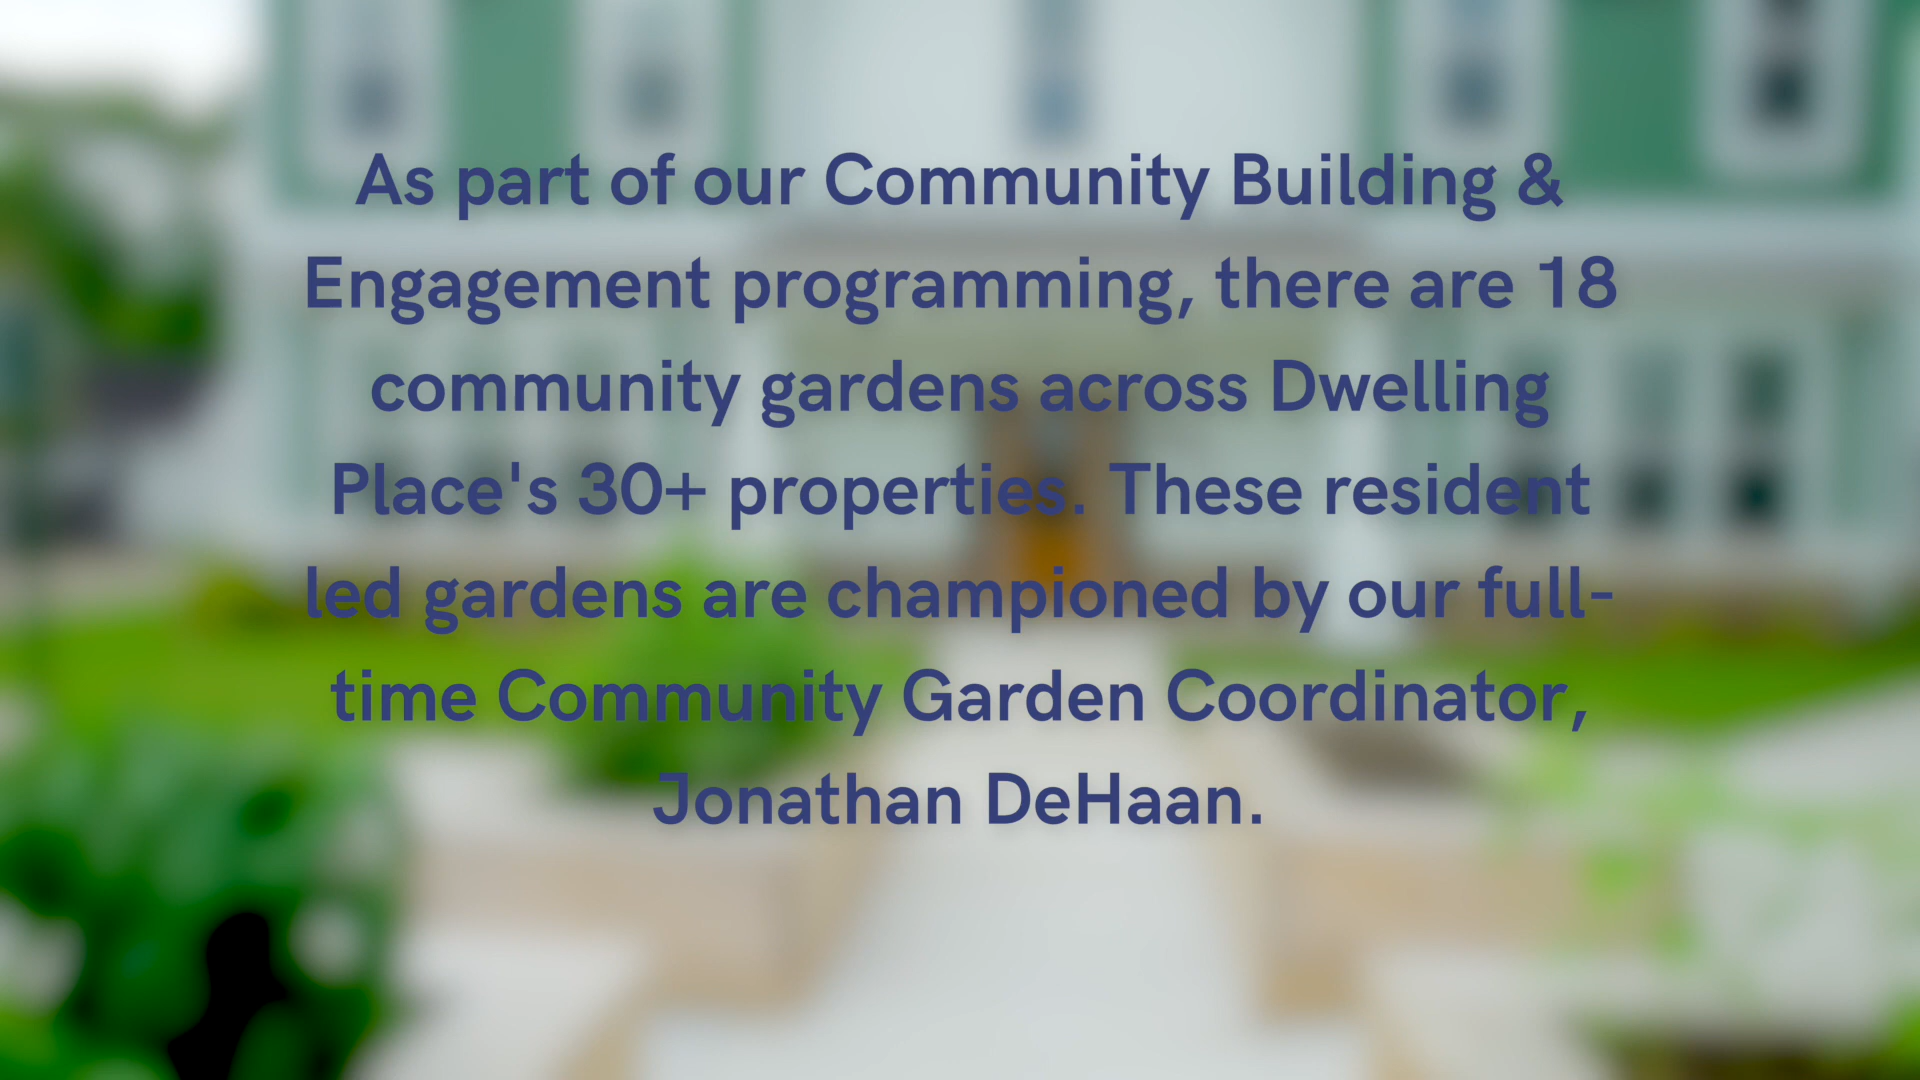 As part of our Community Building &
Engagement programming, there are 18
community gardens across Dwelling
Place's 30+ properties. These resident
led gardens are championed by our full-
time Community Garden Coordinator,
Jonathan DeHaan.